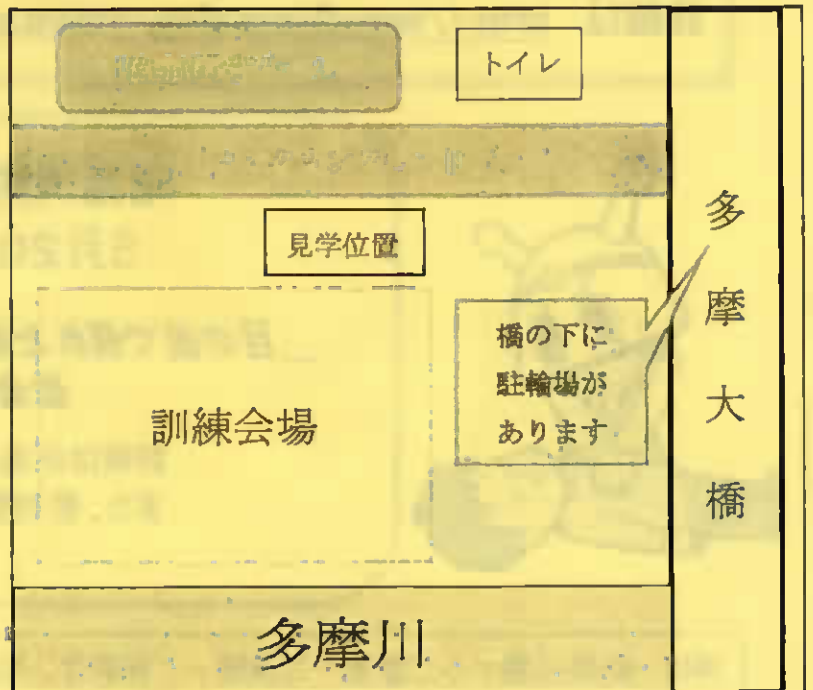 トイレ
見学位置
橋の下に
駐輪場が
あります
訓練会場
多摩大橋
多摩川